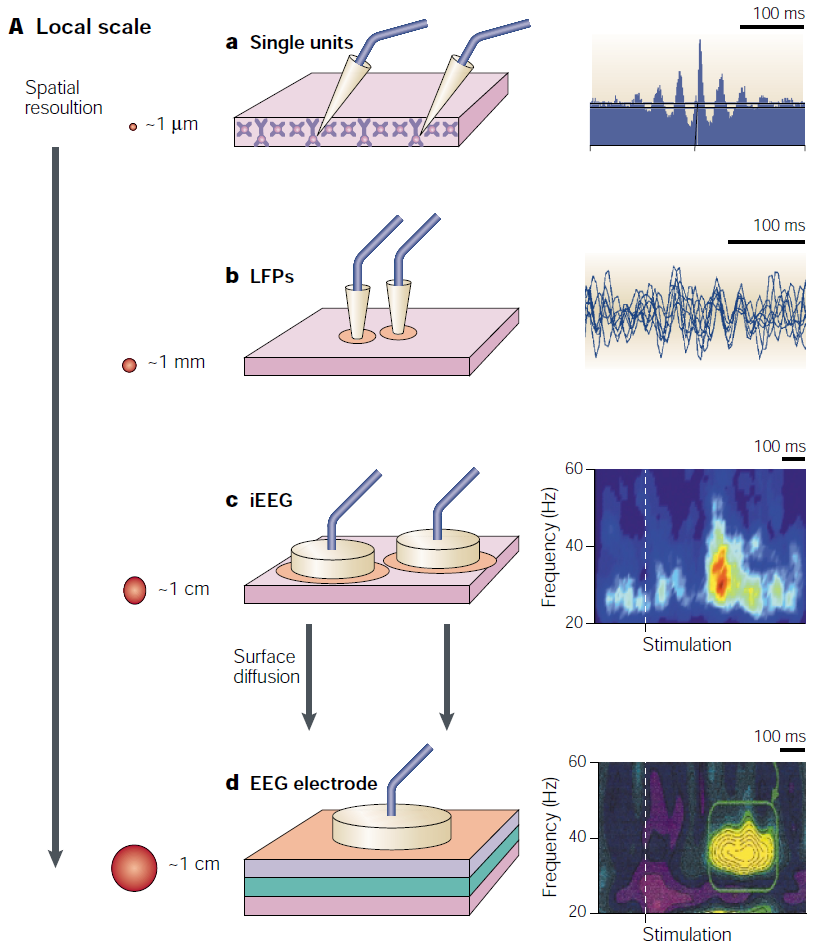 A Local scale
Spatial
resoultion
~1 µm
a Single units
100 ms
b LFPs
100 ms
~1 mm
c iEEG
100 ms
60
40
20
Frequency (Hz)
Stimulation
~1 cm
Surface
diffusion
d EEG electrode
100 ms
60
40
20
Frequency (Hz)
Stimulation
~1 cm